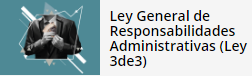 Ley General de
Responsabilidades
Administrativas (Ley
3de3)